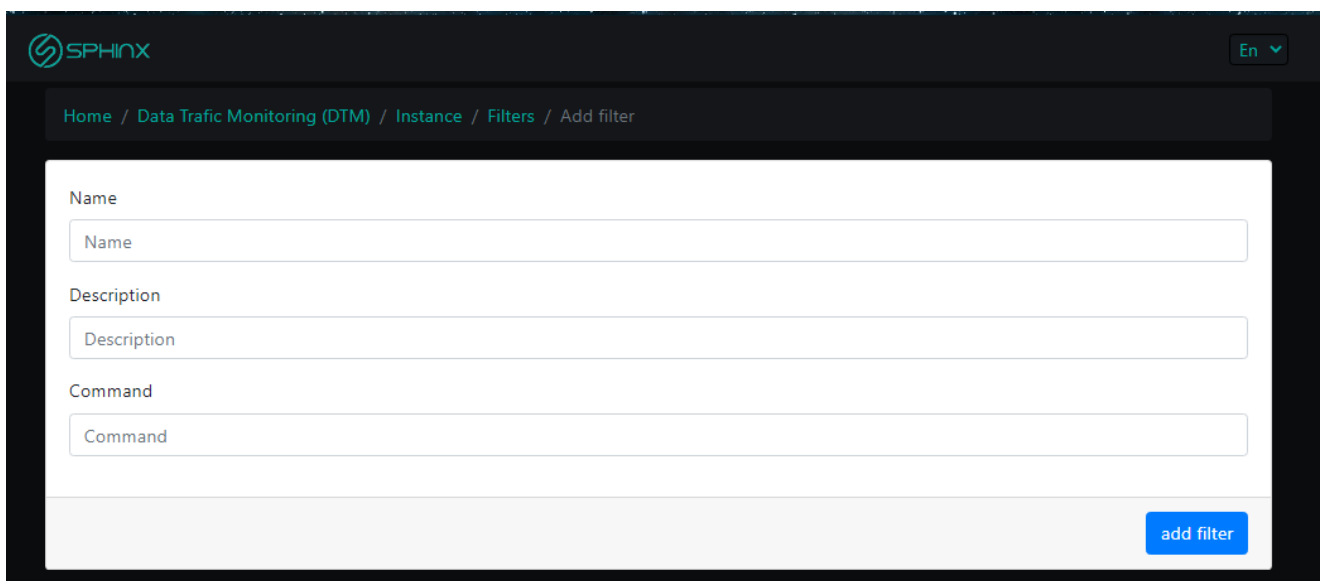 SPHINX
En
Home / Data Trafic Monitoring (DTM) / Instance / Filters / Add filter
Name
Name
Description
Description
Command
Command
add filter